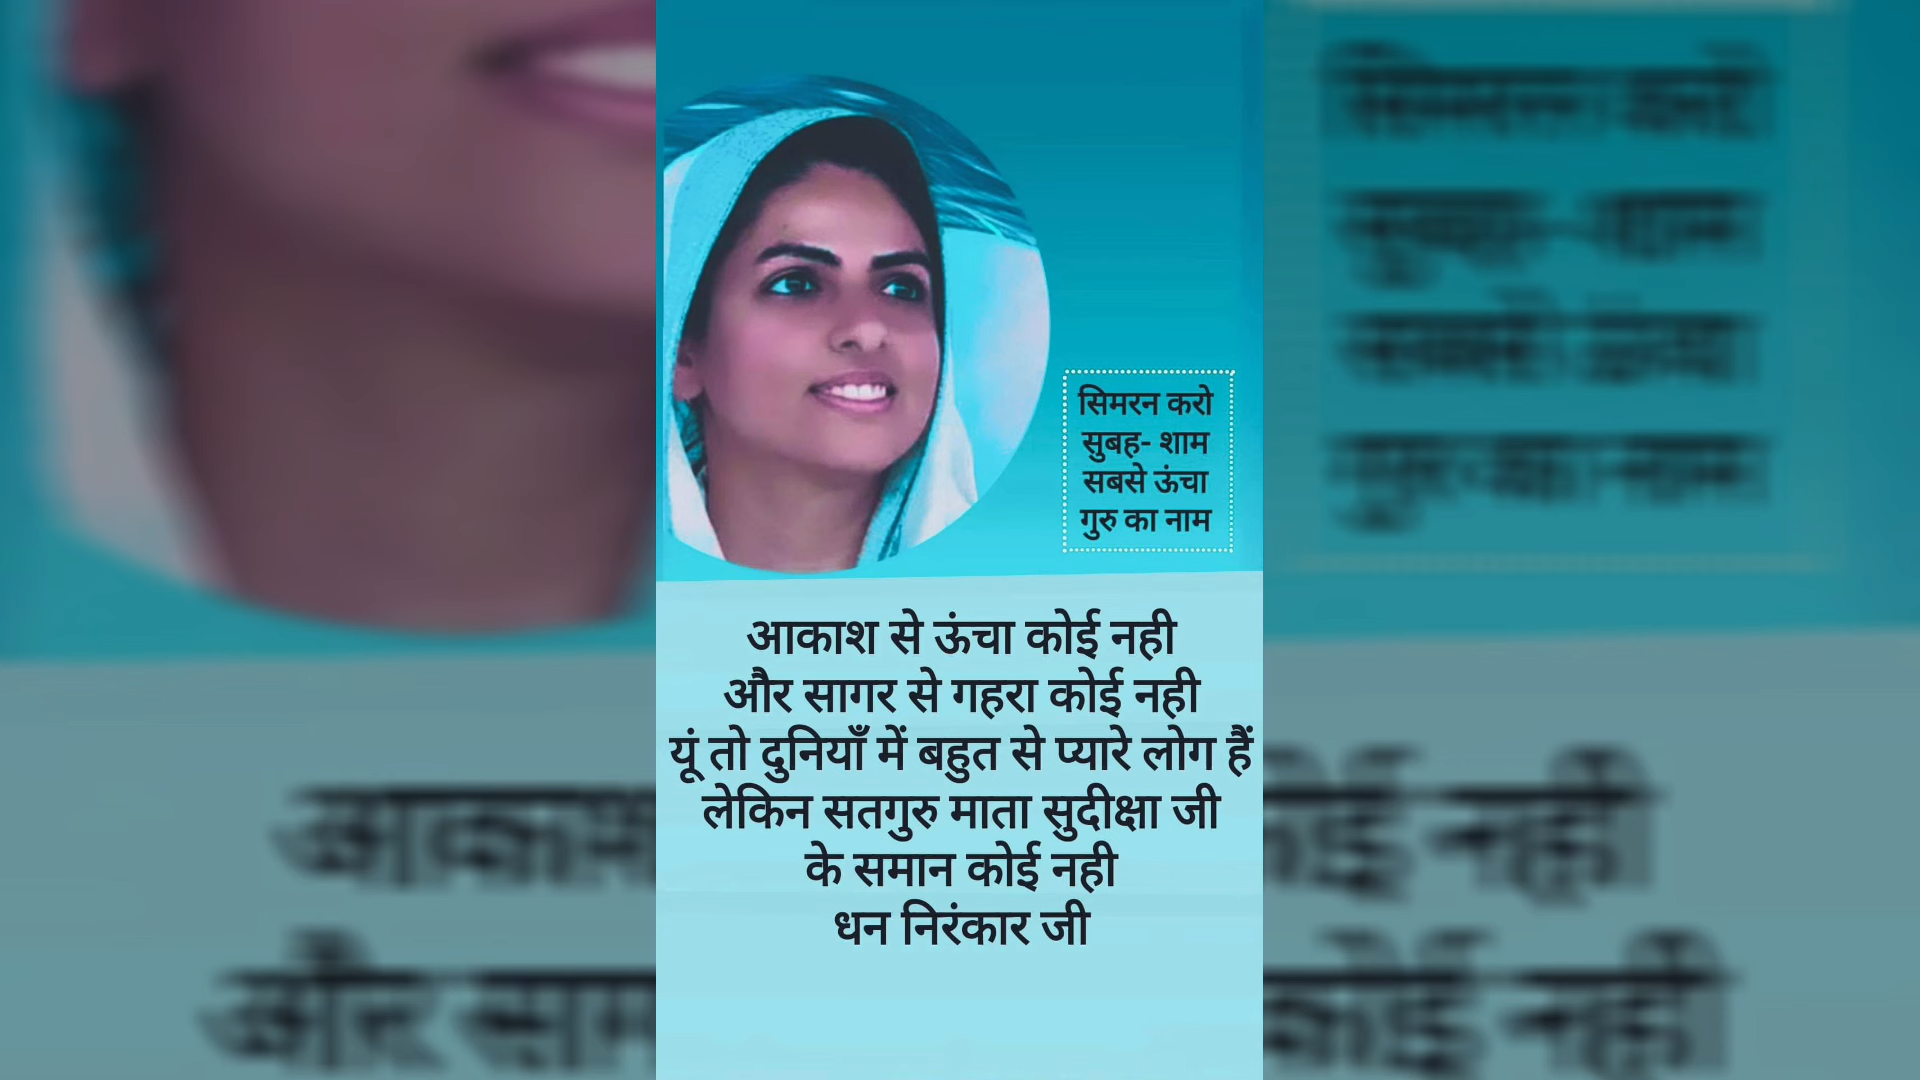 सिमरन करो
सुबह- शाम
सबसे ऊंचा
गुरु का नाम
आकाश से ऊंचा कोई नही
और सागर से गहरा कोई नही
यूं तो दुनियाँ में बहुत से प्यारे लोग हैं
लेकिन सतगुरु माता सुदीक्षा जी
के समान कोई नही
धन निरंकार जी